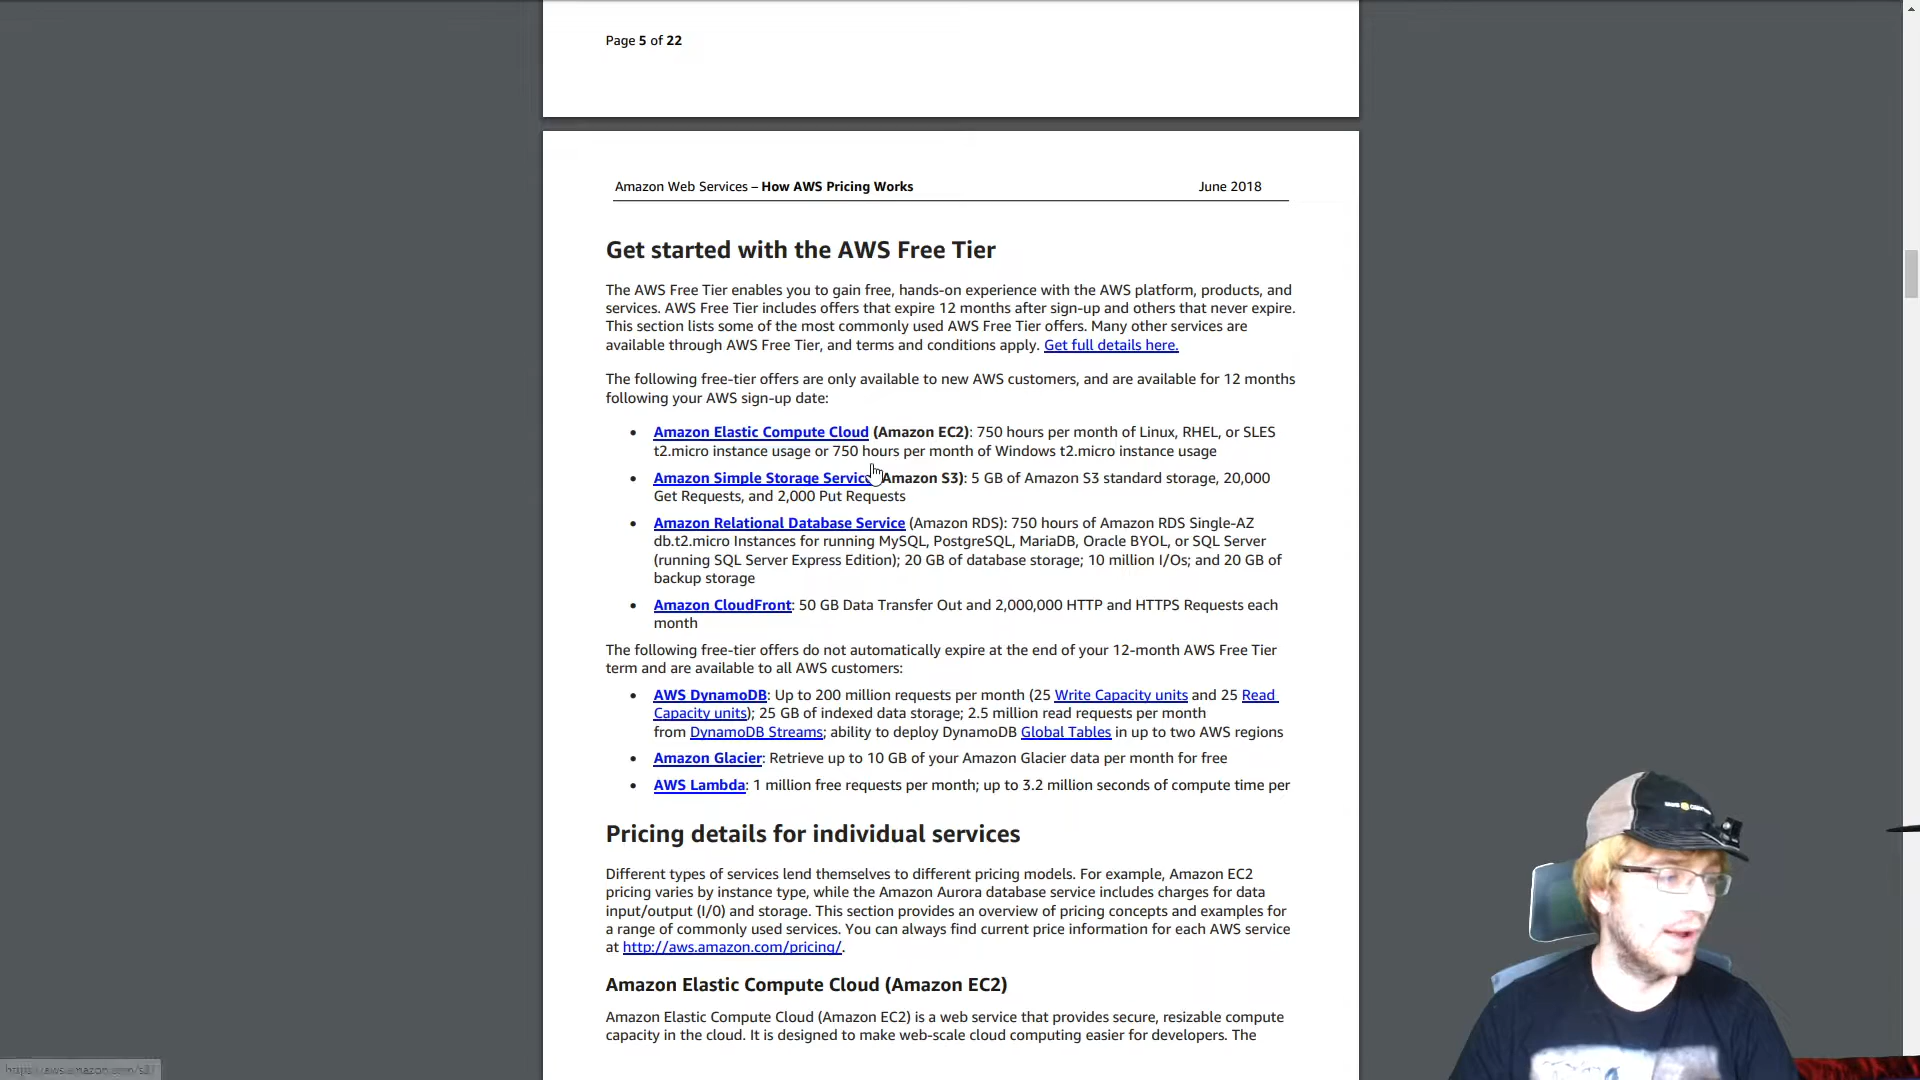 Page 5 of 22
Amazon Web Services – How AWS Pricing Works June 2018
Get started with the AWS Free Tier
The AWS Free Tier enables you to gain free, hands-on experience with the AWS platform, products, and
services. AWS Free Tier includes offers that expire 12 months after sign-up and others that never expire.
This section lists some of the most commonly used AWS Free Tier offers. Many other services are
available through AWS Free Tier, and terms and conditions apply. Get full details here.
The following free-tier offers are only available to new AWS customers, and are available for 12 months
following your AWS sign-up date:
• Amazon Elastic Compute Cloud (Amazon EC2): 750 hours per month of Linux, RHEL, or SLES
t2.micro instance usage or 750 hours per month of Windows t2.micro instance usage
• Amazon Simple Storage Service (Amazon S3): 5 GB of Amazon S3 standard storage, 20,000
Get Requests, and 2,000 Put Requests
• Amazon Relational Database Service (Amazon RDS): 750 hours of Amazon RDS Single-AZ
db.t2.micro Instances for running MySQL, PostgreSQL, MariaDB, Oracle BYOL, or SQL Server
(running SQL Server Express Edition); 20 GB of database storage; 10 million I/Os; and 20 GB of
backup storage
• Amazon CloudFront: 50 GB Data Transfer Out and 2,000,000 HTTP and HTTPS Requests each
month
The following free-tier offers do not automatically expire at the end of your 12-month AWS Free Tier
term and are available to all AWS customers:
• AWS DynamoDB: Up to 200 million requests per month (25 Write Capacity units and 25 Read
Capacity units); 25 GB of indexed data storage; 2.5 million read requests per month
from DynamoDB Streams; ability to deploy DynamoDB Global Tables in up to two AWS regions
• Amazon Glacier: Retrieve up to 10 GB of your Amazon Glacier data per month for free
• AWS Lambda: 1 million free requests per month; up to 3.2 million seconds of compute time per
Pricing details for individual services
Different types of services lend themselves to different pricing models. For example, Amazon EC2
pricing varies by instance type, while the Amazon Aurora database service includes charges for data
input/output (I/0) and storage. This section provides an overview of pricing concepts and examples for
a range of commonly used services. You can always find current price information for each AWS service
at http://aws.amazon.com/pricing/.
Amazon Elastic Compute Cloud (Amazon EC2)
Amazon Elastic Compute Cloud (Amazon EC2) is a web service that provides secure, resizable compute
capacity in the cloud. It is designed to make web-scale cloud computing easier for developers. The
https://aws.amazon.com/s3/